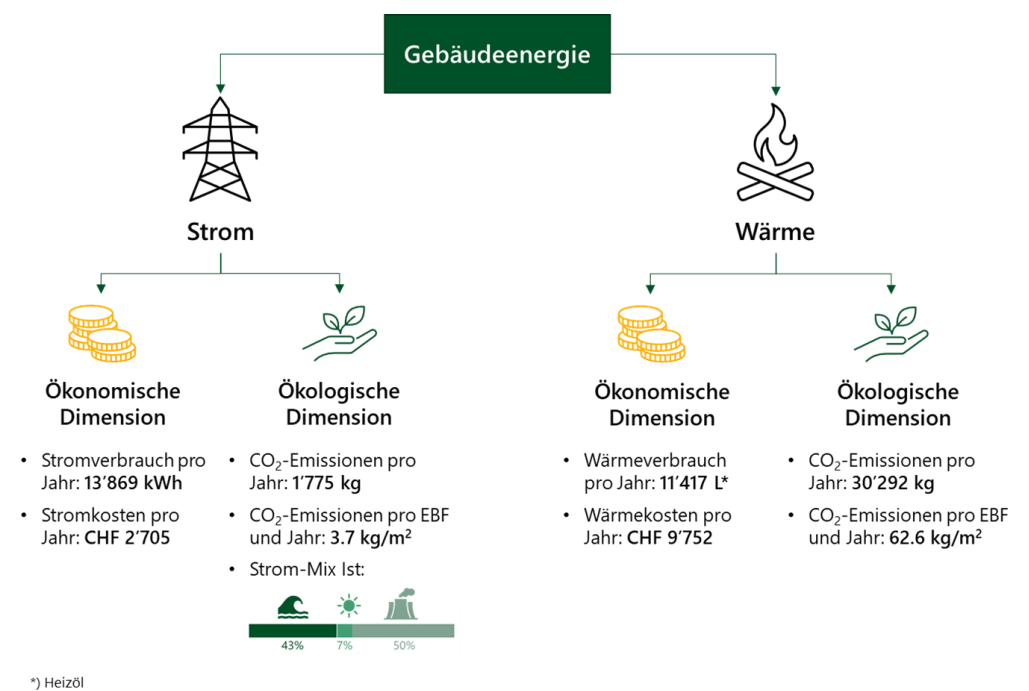 Gebäudeenergie
Strom
Ökonomische
Dimension
• Stromverbrauch pro
Jahr: 13’869 kWh
• Stromkosten pro
Jahr: CHF 2’705
Ökologische
Dimension
• CO₂-Emissionen pro
Jahr: 1’775 kg
• CO₂-Emissionen pro EBF
und Jahr: 3.7 kg/m²
• Strom-Mix Ist:
43% 7% 50%
Wärme
Ökonomische
Dimension
• Wärmeverbrauch
pro Jahr: 11’417 L*
• Wärmekosten pro
Jahr: CHF 9’752
Ökologische
Dimension
• CO₂-Emissionen pro
Jahr: 30’292 kg
• CO₂-Emissionen pro EBF
und Jahr: 62.6 kg/m²
*) Heizöl